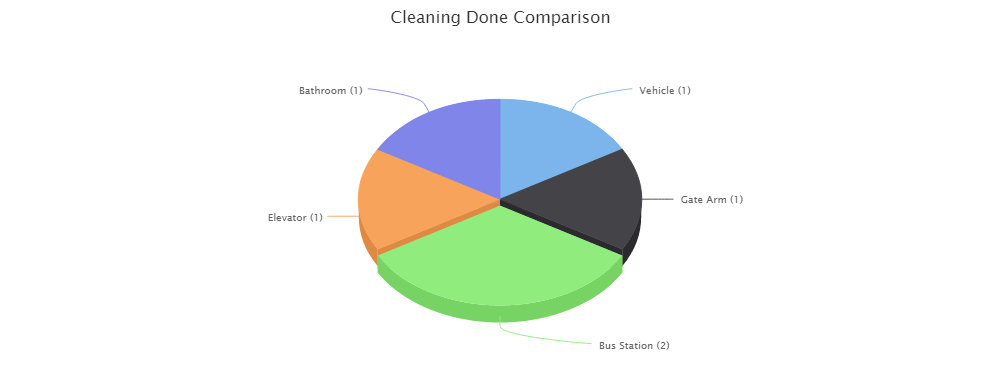 Cleaning Done Comparison
Bathroom (1)
Vehicle (1)
Gate Arm (1)
Elevator (1)
Bus Station (2)